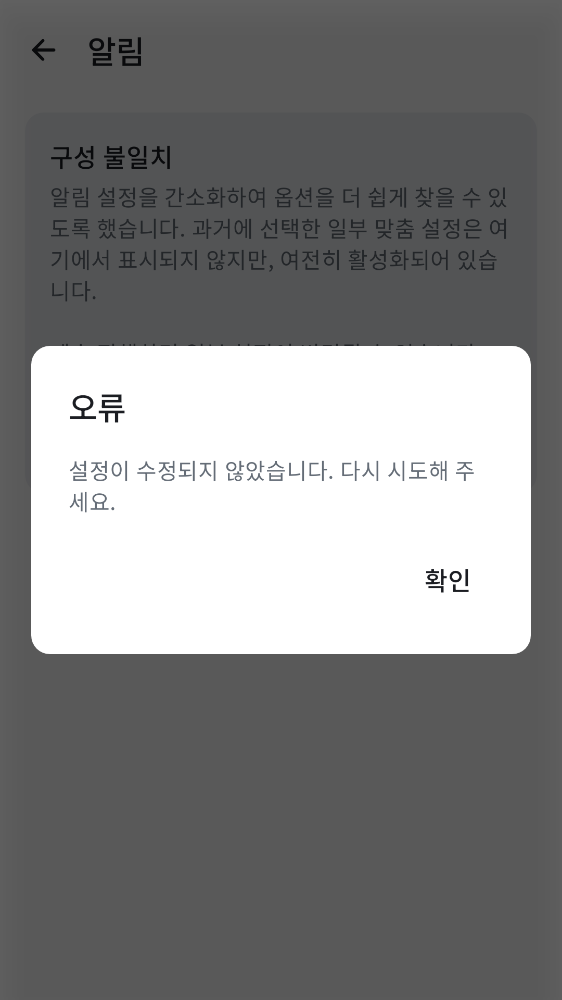 알림
구성 불일치
알림 설정을 간소화하여 옵션을 더 쉽게 찾을 수 있
도록 했습니다. 과거에 선택한 일부 맞춤 설정은 여
기에서 표시되지 않지만, 여전히 활성화되어 있습
니다.
오류
설정이 수정되지 않았습니다. 다시 시도해 주
세요.
확인